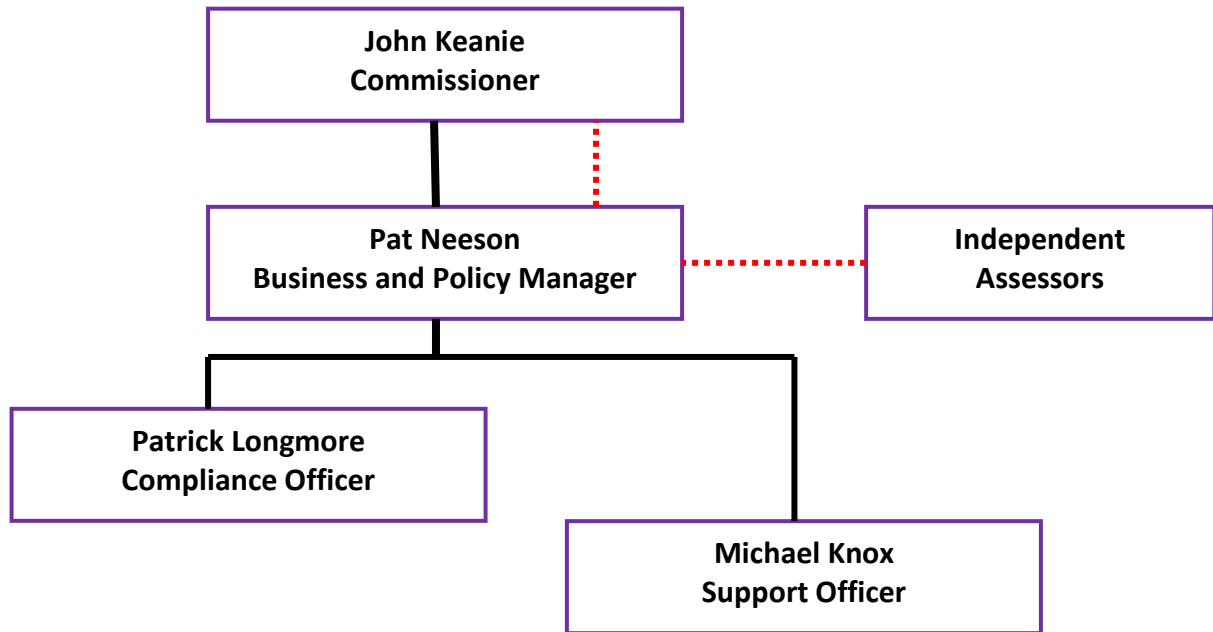 John Keanie
Commissioner
Pat Neeson
Business and Policy Manager
Independent
Assessors
Patrick Longmore
Compliance Officer
Michael Knox
Support Officer